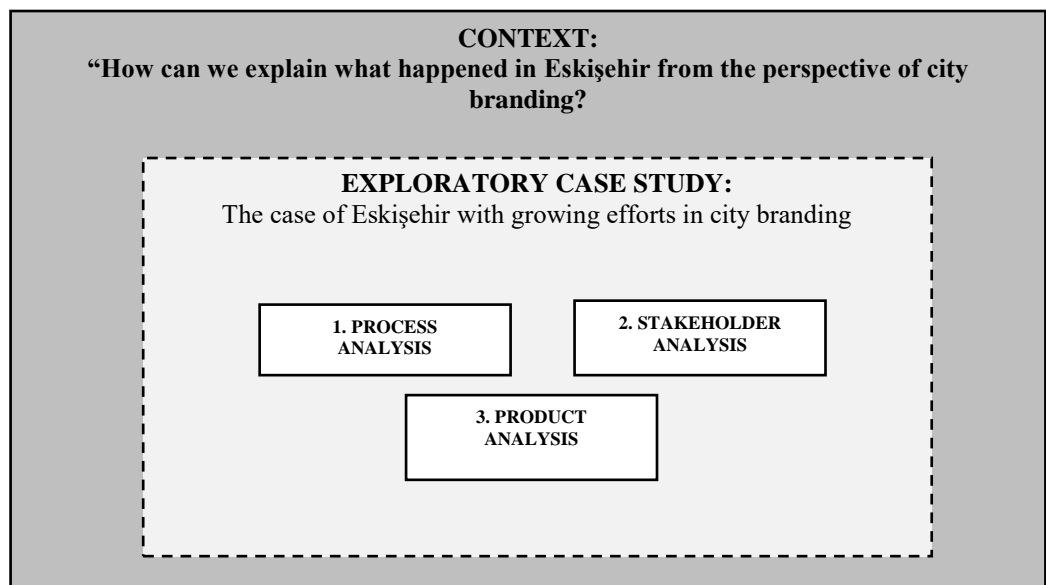 CONTEXT:
“How can we explain what happened in Eskişehir from the perspective of city
branding?
EXPLORATORY CASE STUDY:
The case of Eskişehir with growing efforts in city branding
1. PROCESS
ANALYSIS
2. STAKEHOLDER
ANALYSIS
3. PRODUCT
ANALYSIS